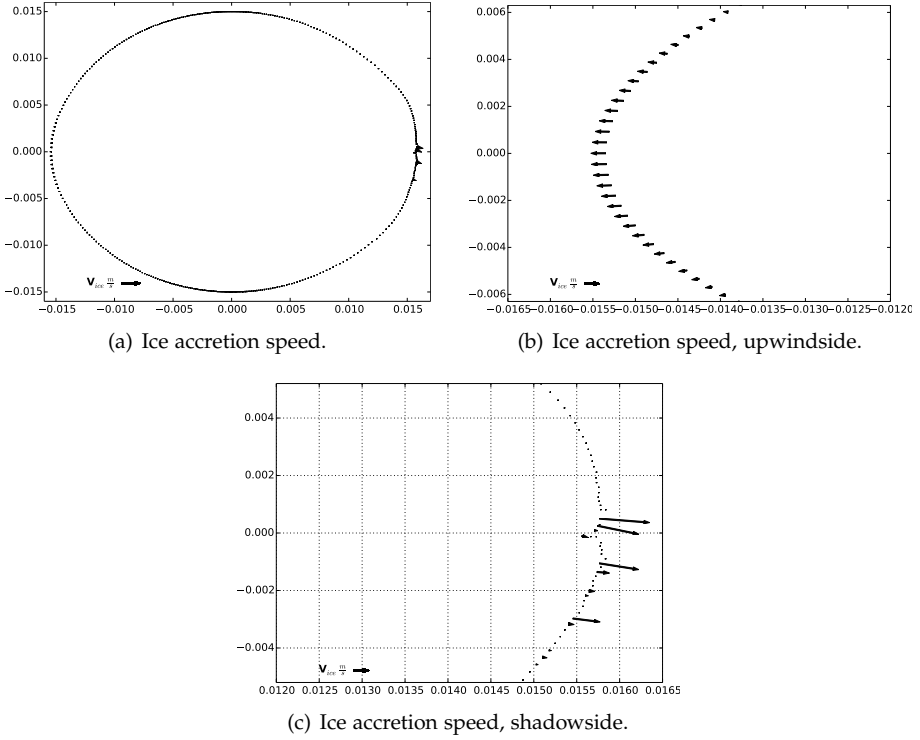 0.015
0.010
0.005
0.000
−0.005
−0.010
−0.015
V_ice m/s
−0.015 −0.010 −0.005 0.000 0.005 0.010 0.015
(a) Ice accretion speed.
0.006
0.004
0.002
0.000
−0.002
−0.004
−0.006
V_ice m/s
−0.0165−0.0160−0.0155−0.0150−0.0145−0.0140−0.0135−0.0130−0.0125−0.0120
(b) Ice accretion speed, upwindside.
0.004
0.002
0.000
−0.002
−0.004
V_ice m/s
0.0120 0.0125 0.0130 0.0135 0.0140 0.0145 0.0150 0.0155 0.0160 0.0165
(c) Ice accretion speed, shadowside.